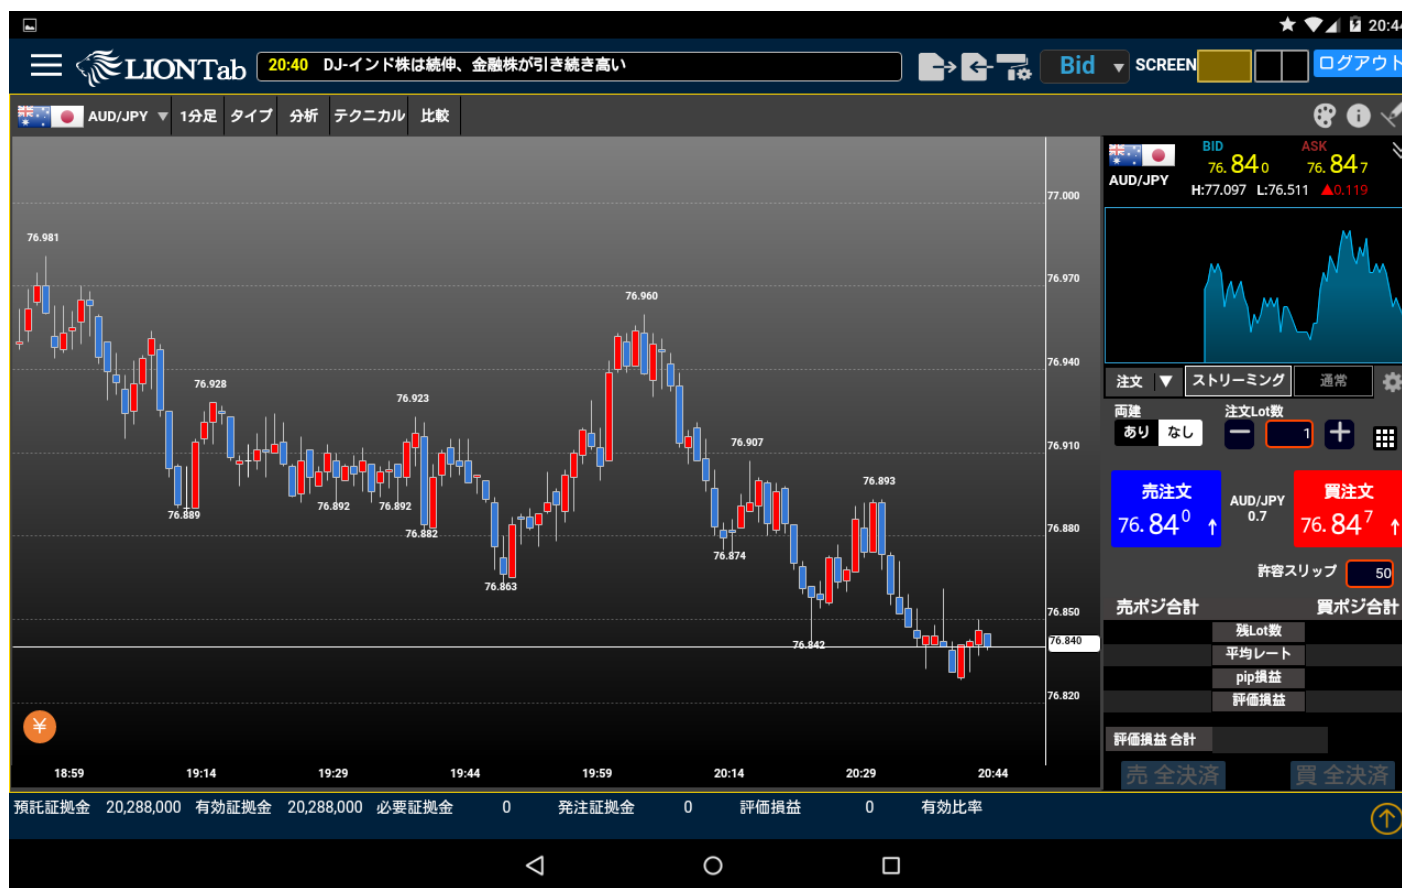 20:44
LIONTab
20:40 DJ-インド株は続伸、金融株が引き続き高い
Bid ▼ SCREEN
ログアウト
AUD/JPY ▼ 1分足 タイプ 分析 テクニカル 比較
BID ASK
76.840 76.847
AUD/JPY
H:77.097 L:76.511 ▲0.119
77.000
76.970
76.940
76.910
76.880
76.850
76.840
76.820
76.981
76.960
76.928
76.923
76.907
76.893
76.892
76.892
76.889
76.882
76.874
76.863
76.842
注文 ▼ ストリーミング 通常
両建 注文Lot数
あり なし − 1 +
売注文 買注文
AUD/JPY
0.7
76.840 ↑ 76.847 ↑
許容スリップ 50
売ポジ合計 買ポジ合計
残Lot数
平均レート
pip損益
評価損益
評価損益合計
売 全決済 買 全決済
¥
18:59 19:14 19:29 19:44 19:59 20:14 20:29 20:44
預託証拠金 20,288,000 有効証拠金 20,288,000 必要証拠金 0 発注証拠金 0 評価損益 0 有効比率